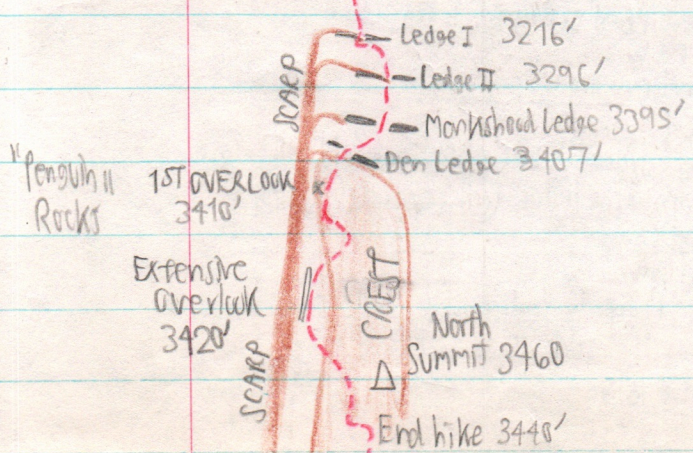 Ledge I 3216'
Ledge II 3296'
SCARP
Monkshood Ledge 3395'
Den Ledge 3407'
"Penguin"
Rocks
1ST OVERLOOK
3410'
Extensive
Overlook
3420'
CREST
North
Summit 3460
SCARP
End hike 3440'